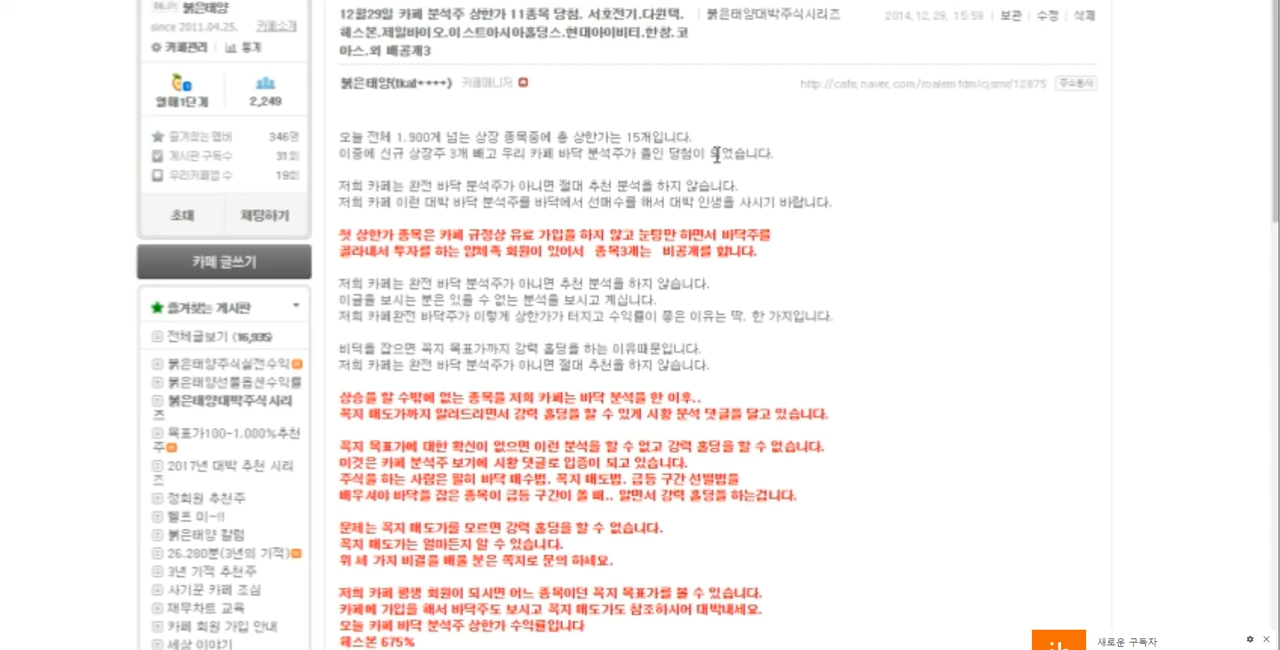 매니저 붉은태양
since 2011.04.25. 카페소개
카페관리 통계
열매1단계 2,249
즐겨찾는 멤버 346명
게시판 구독수 31회
우리카페앱 수 19회
초대 채팅하기
카페 글쓰기
즐겨찾는 게시판
전체글보기 (16,935)
붉은태양주식실전수익
붉은태양선물옵션수익률
붉은태양대박주식시리
즈
목표가100-1.000%추천
주
2017년 대박 추천 시리
즈
정회원 추천주
헬프 미~!!
붉은태양 칼럼
26.280분(3년의 기적)
3년 기적 추천주
사기꾼 카페 조심
재무차트 교육
카페 회원 가입 안내
세상 이야기
12월29일 카페 분석주 상한가 11종목 당첨. 서호전기.다윈텍.
헤스본.제일바이오.이스트아시아홀딩스.현대아이비티.한창.코
아스.외 비공개3
붉은태양대박주식시리즈
2014, 12, 29, 15:59 보관 수정 삭제
붉은태양(tkat****) 카페매니저
주소복사
오늘 전체 1.900게 넘는 상장 종목중에 총 상한가는 15개입니다.
이중에 신규 상장주 3개 빼고 우리 카페 바닥 분석주가 올인 당첨이 되었습니다.
저희 카페는 완전 바닥 분석주가 아니면 절대 추천 분석을 하지 않습니다.
저희 카페 이런 대박 바닥 분석주를 바닥에서 선매수를 해서 대박 인생을 사시기 바랍니다.
첫 상한가 종목은 카페 규정상 유료 가입을 하지 않고 눈팅만 하면서 바닥주를
골라내서 투자를 하는 얌체족 회원이 있어서 종목3개는 비공개를 합니다.
저희 카페는 완전 바닥 분석주가 아니면 추천 분석을 하지 않습니다.
이글을 보시는 분은 있을 수 없는 분석을 보시고 계십니다.
저희 카페완전 바닥주가 이렇게 상한가가 터지고 수익률이 좋은 이유는 딱. 한 가지입니다.
비닥을 잡으면 꼭지 목표가까지 강력 홀딩을 하는 이유때문입니다.
저희 카페는 완전 바닥 분석주가 아니면 절대 추천을 하지 않습니다.
상승을 할 수밖에 없는 종목을 저희 카페는 바닥 분석을 한 이후..
꼭지 매도가까지 알려드리면서 강력 홀딩을 할 수 있게 시황 분석 댓글을 달고 있습니다.
꼭지 목표가에 대한 확신이 없으면 이런 분석을 할 수 없고 강력 홀딩을 할 수 없습니다.
이것은 카페 분석주 보기에 시황 댓글로 입증이 되고 있습니다.
주식을 하는 사람은 필히 바닥 매수법. 꼭지 매도법. 급등 구간 선별법을
배우셔야 바닥을 잡은 종목이 급등 구간이 올 때.. 알면서 강력 홀딩을 하는겁니다.
문제는 꼭지 매도가를 모르면 강력 홀딩을 할 수 없습니다.
꼭지 매도가는 얼마든지 알 수 있습니다.
위 세 가지 비결을 배울 분은 쪽지로 문의 하세요.
저희 카페 평생 회원이 되시면 어느 종목이던 꼭지 목표가를 볼 수 있습니다.
카페에 가입을 해서 바닥주도 보시고 꼭지 매도가도 참조하시어 대박내세요.
오늘 카페 바닥 분석주 상한가 수익률입니다
헤스본 675%
새로운 구독자